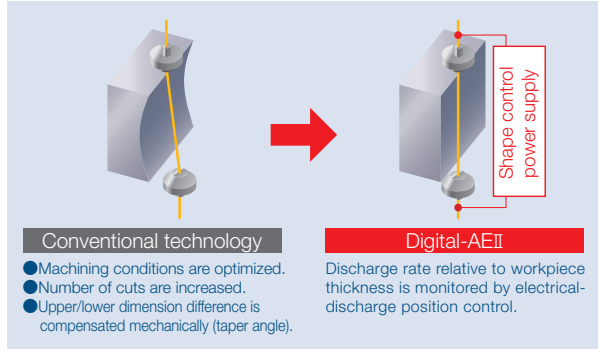 Shape control
power supply
Conventional technology
●Machining conditions are optimized.
●Number of cuts are increased.
●Upper/lower dimension difference is
compensated mechanically (taper angle).
Digital-AEⅡ
Discharge rate relative to workpiece
thickness is monitored by electrical-
discharge position control.